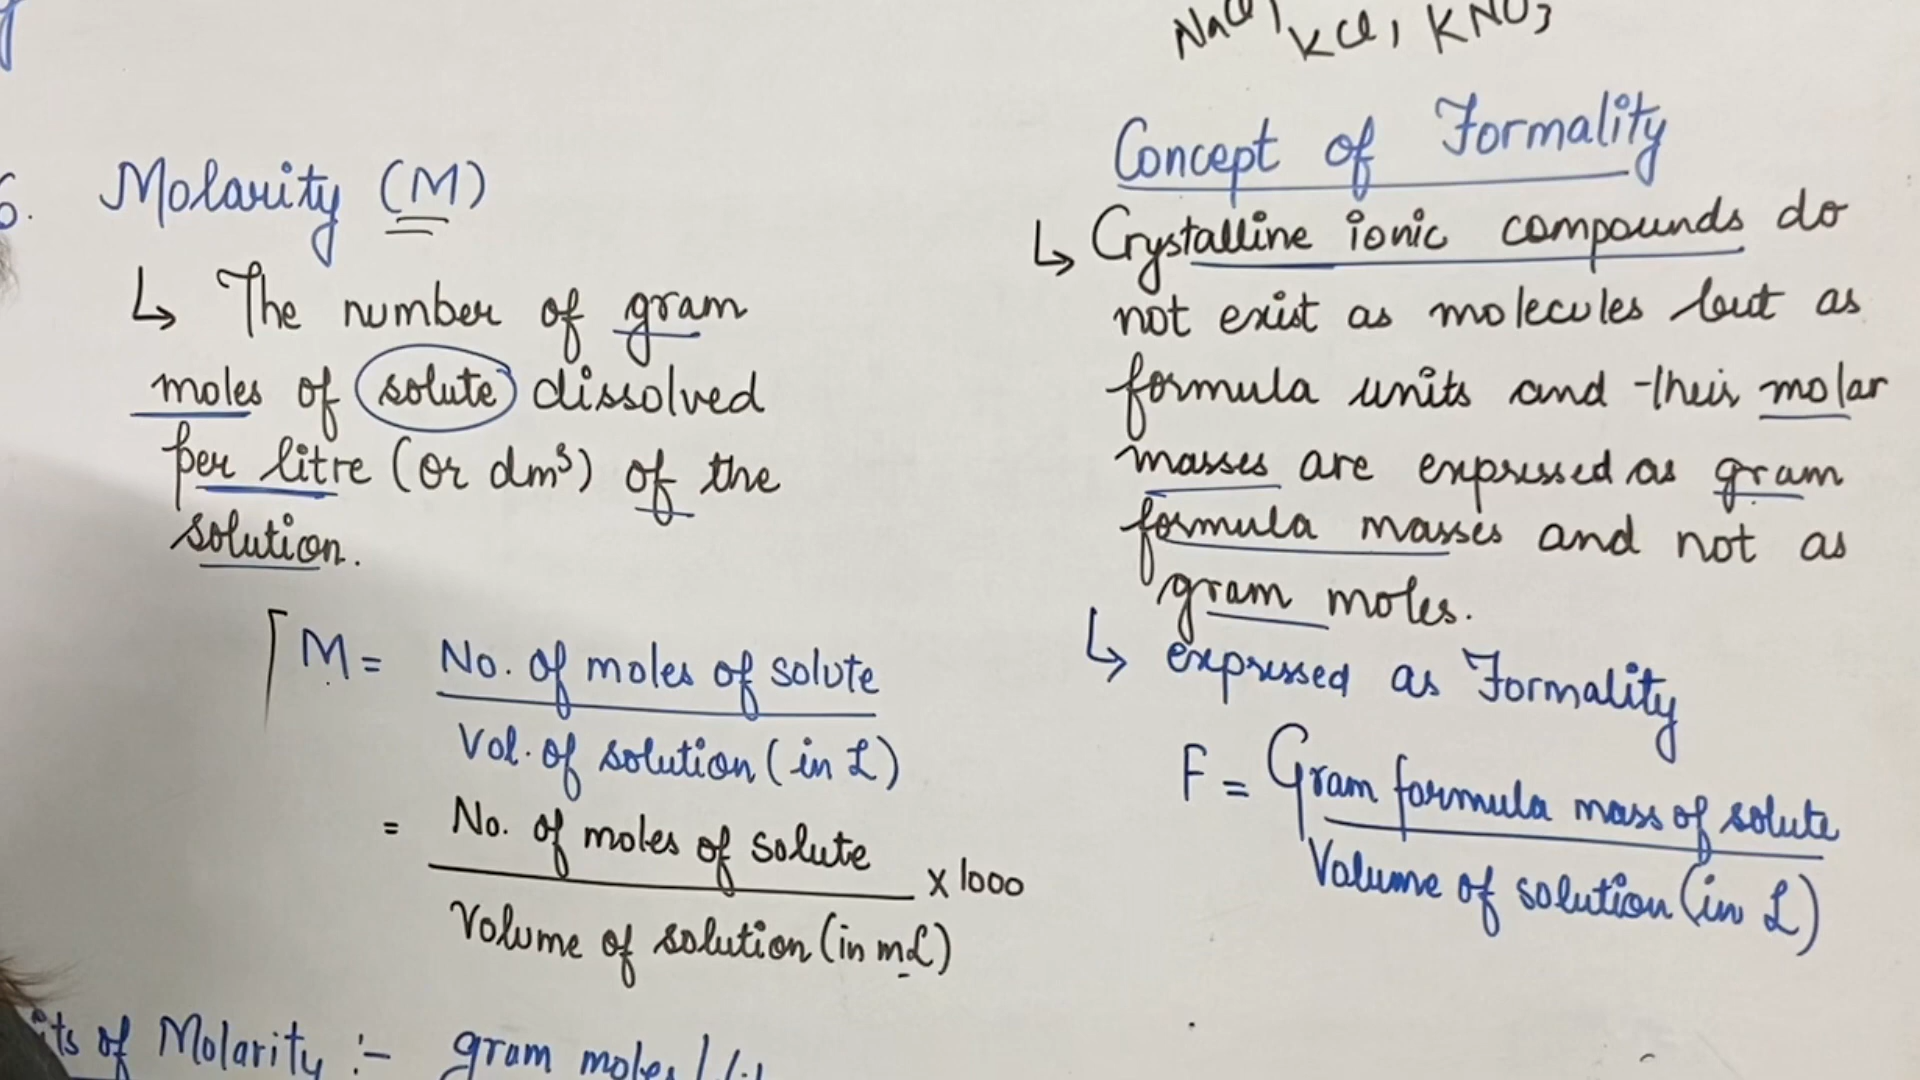 6. Molarity (M)
↳ The number of gram
moles of solute dissolved
per litre (or dm³) of the
solution.
M = No. of moles of solute
Vol. of solution (in L)
= No. of moles of solute × 1000
Volume of solution (in mL)
of Molarity :- gram moles
NaCl, KCl, KNO3
Concept of Formality
↳ Crystalline ionic compounds do
not exist as molecules but as
formula units and their molar
masses are expressed as gram
formula masses and not as
gram moles.
↳ expressed as Formality
F = Gram formula mass of solute
Volume of solution (in L)